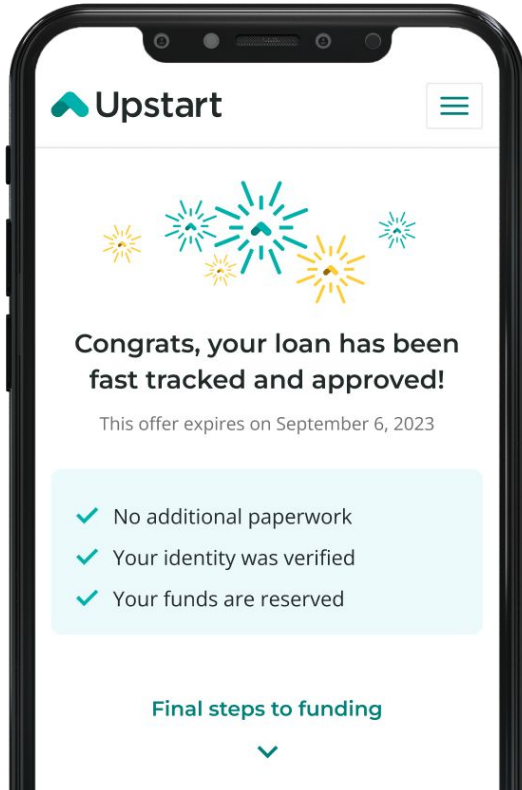 Upstart
Congrats, your loan has been
fast tracked and approved!
This offer expires on September 6, 2023
No additional paperwork
Your identity was verified
Your funds are reserved
Final steps to funding